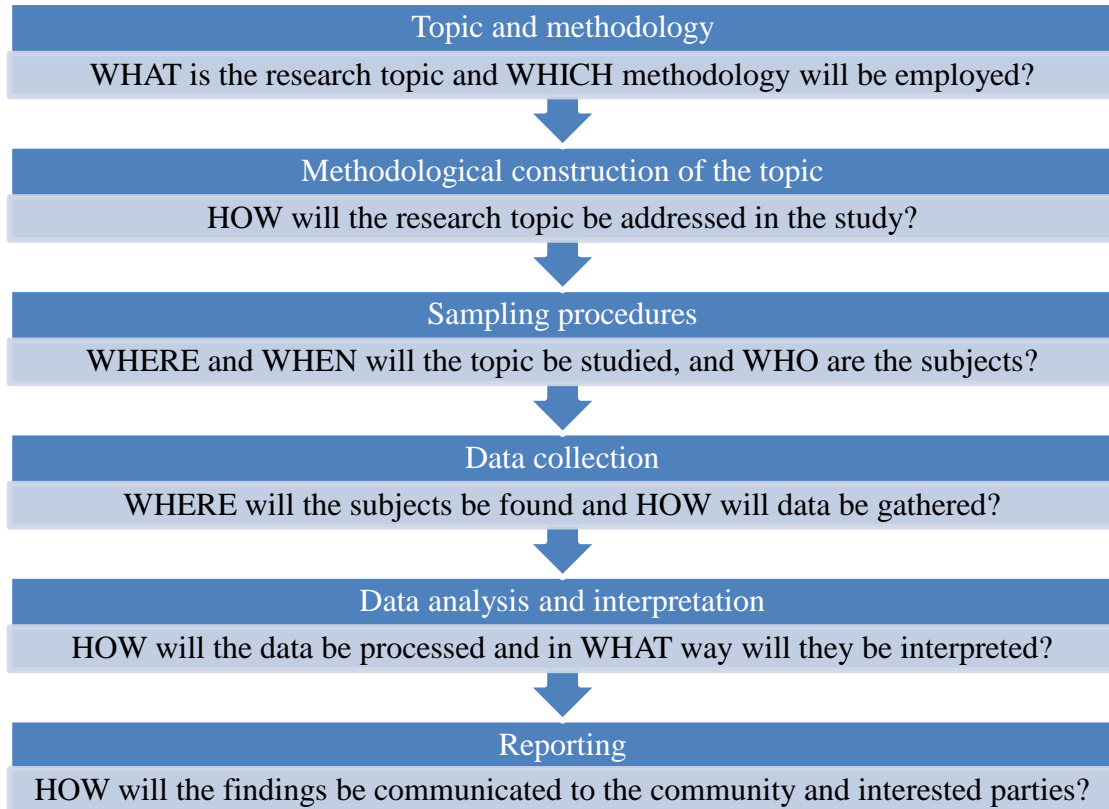 Topic and methodology
WHAT is the research topic and WHICH methodology will be employed?
Methodological construction of the topic
HOW will the research topic be addressed in the study?
Sampling procedures
WHERE and WHEN will the topic be studied, and WHO are the subjects?
Data collection
WHERE will the subjects be found and HOW will data be gathered?
Data analysis and interpretation
HOW will the data be processed and in WHAT way will they be interpreted?
Reporting
HOW will the findings be communicated to the community and interested parties?